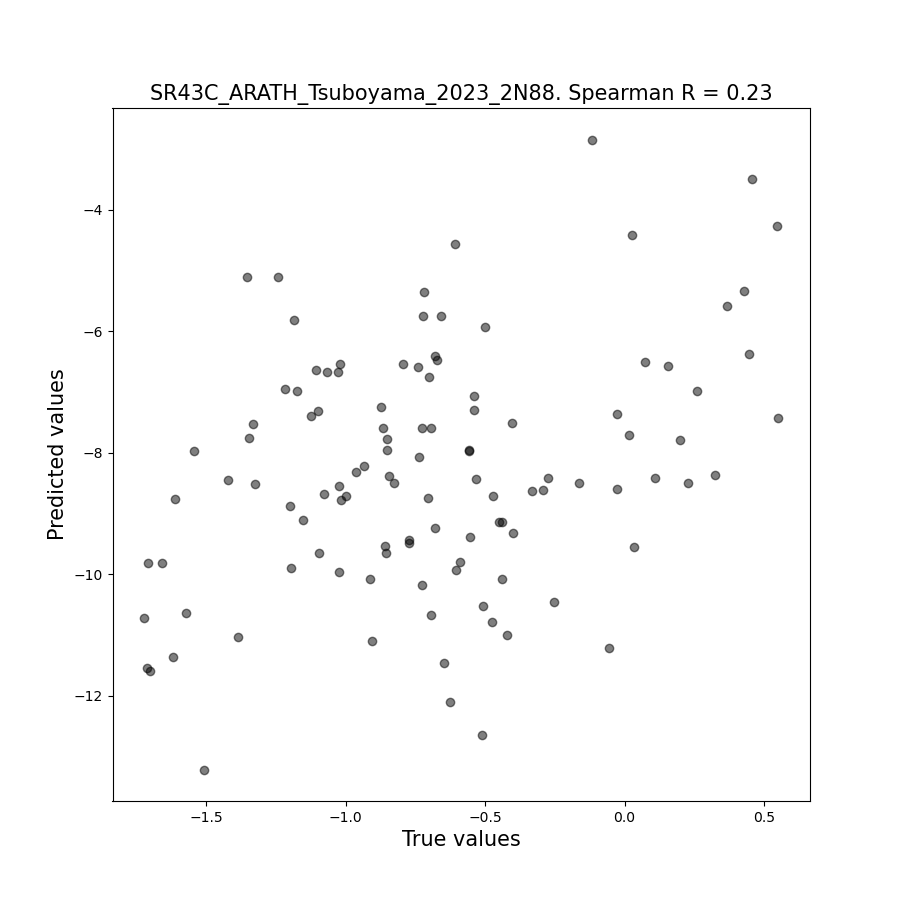 SR43C_ARATH_Tsuboyama_2023_2N88. Spearman R = 0.23
−4
−6
−8
−10
−12
Predicted values
−1.5 −1.0 −0.5 0.0 0.5
True values